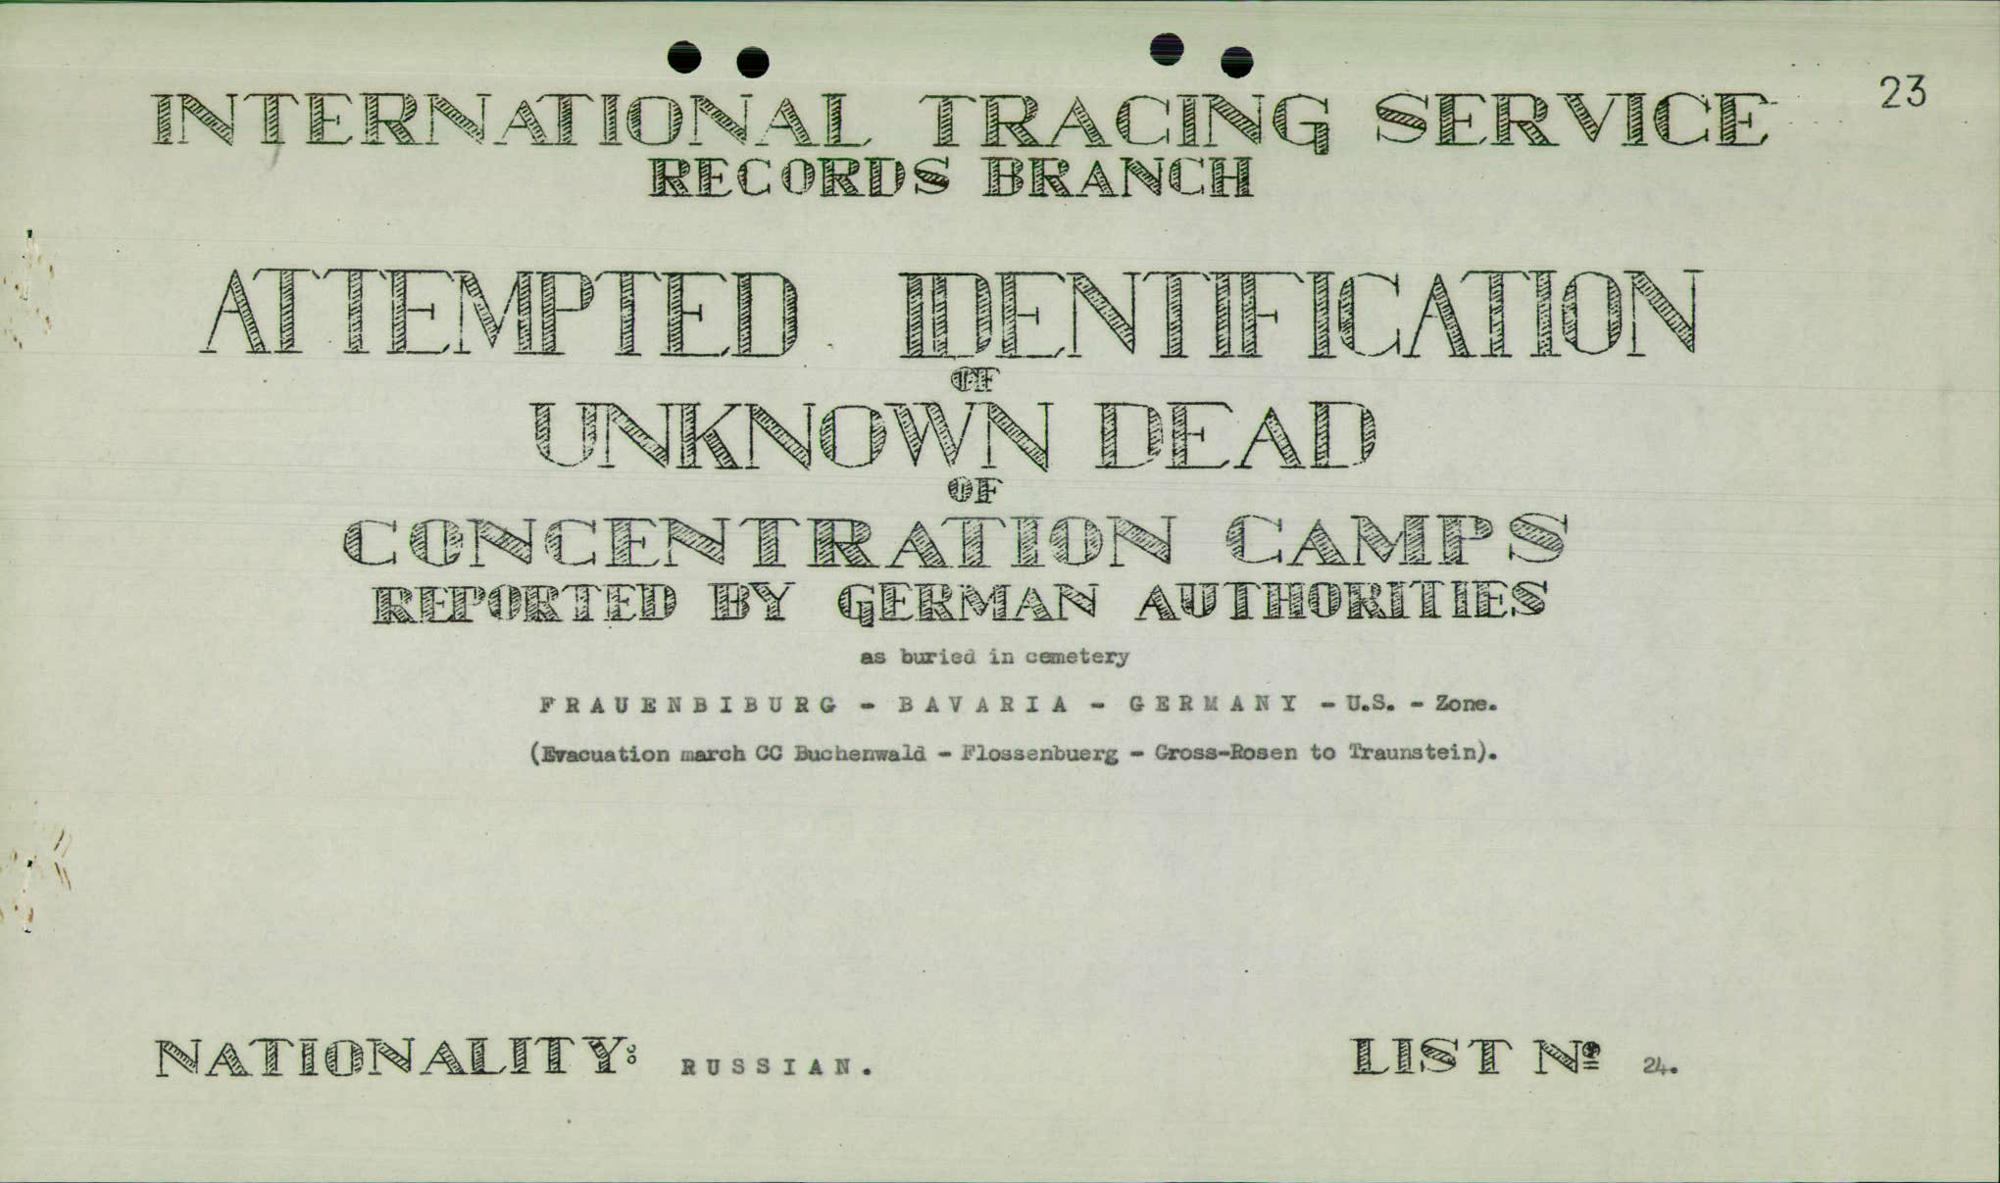 23
INTERNATIONAL TRACING SERVICE
RECORDS BRANCH
ATTEMPTED IDENTIFICATION
OF
UNKNOWN DEAD
OF
CONCENTRATION CAMPS
REPORTED BY GERMAN AUTHORITIES
as buried in cemetery
FRAUENBIBURG - BAVARIA - GERMANY - U.S. - Zone.
(Evacuation march CC Buchenwald - Flossenbuerg - Gross-Rosen to Traunstein).
NATIONALITY: RUSSIAN. LIST Nº 24.